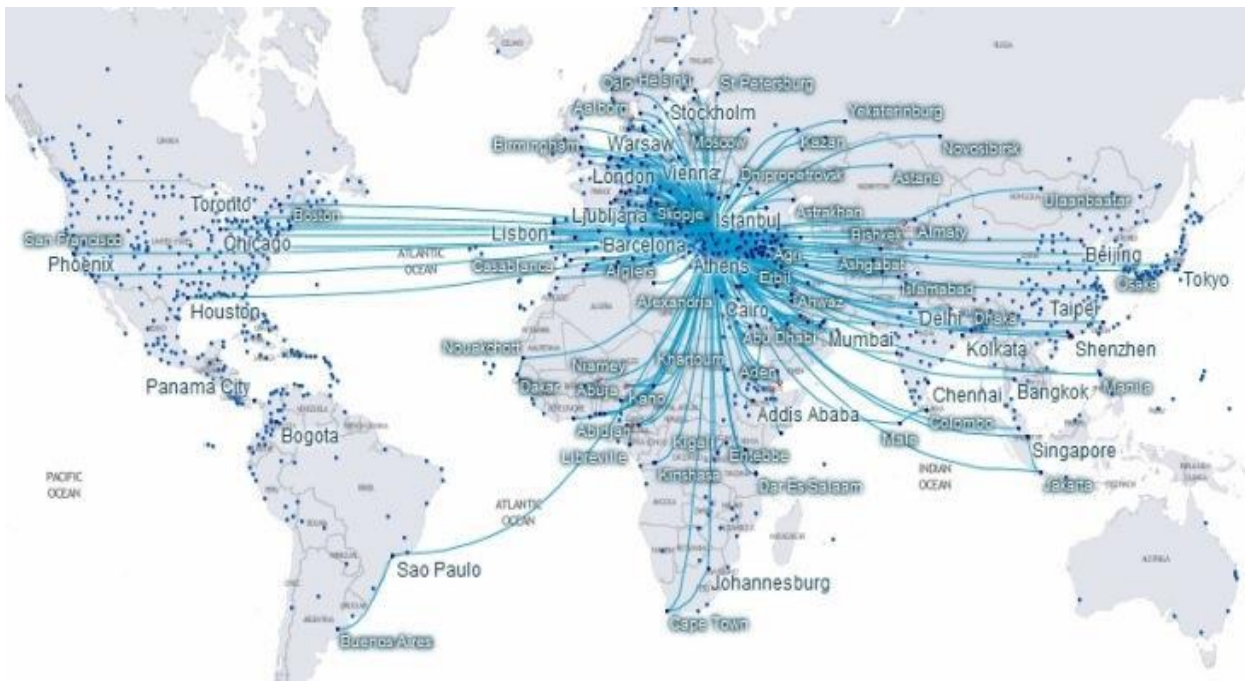 ICELAND
RUSSIA
Oslo
Helsinki
St Petersburg
Aalborg
Stockholm
Yekaterinburg
Birmingham
Warsaw
Moscow
Kazan
Novosibirsk
London
Vienna
Dnipropetrovsk
Astana
Toronto
Boston
Ljubljana
Skopje
Istanbul
Astrakhan
Ulaanbaatar
San Francisco
Chicago
Lisbon
Barcelona
Bishkek
Almaty
ATLANTIC
OCEAN
Phoenix
Casablanca
Algiers
Athens
Agri
Ashgabat
Beijing
Erbil
Osaka
Tokyo
Houston
Alexandria
Cairo
Ahwaz
Islamabad
Delhi
Dhaka
Taipei
Nouakchott
Niamey
Khartoum
Abu Dhabi
Mumbai
Kolkata
Shenzhen
Panama City
Dakar
Abuja
Kano
Aden
Chennai
Bangkok
Manila
Bogota
Abidjan
Addis Ababa
Colombo
Libreville
Kigali
Entebbe
Male
Singapore
PACIFIC
OCEAN
Kinshasa
Dar Es Salaam
INDIAN
OCEAN
Jakarta
ATLANTIC
OCEAN
Sao Paulo
Johannesburg
Buenos Aires
Cape Town